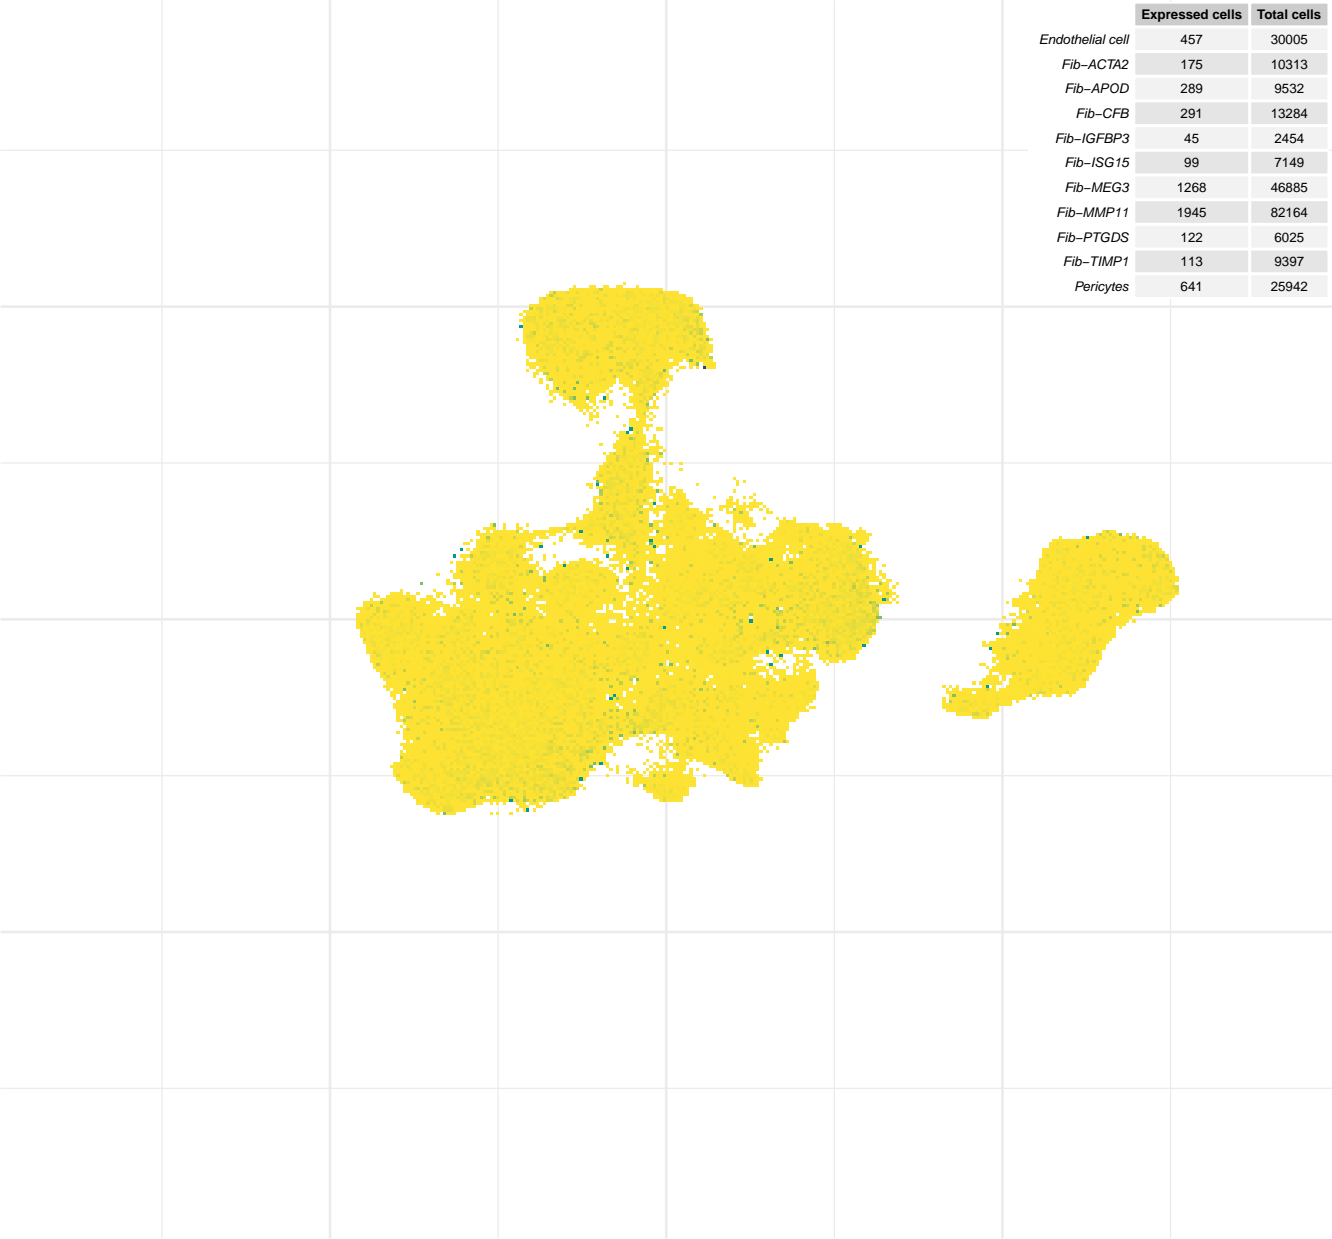 Expressed cells Total cells
Endothelial cell 457 30005
Fib−ACTA2 175 10313
Fib−APOD 289 9532
Fib−CFB 291 13284
Fib−IGFBP3 45 2454
Fib−ISG15 99 7149
Fib−MEG3 1268 46885
Fib−MMP11 1945 82164
Fib−PTGDS 122 6025
Fib−TIMP1 113 9397
Pericytes 641 25942